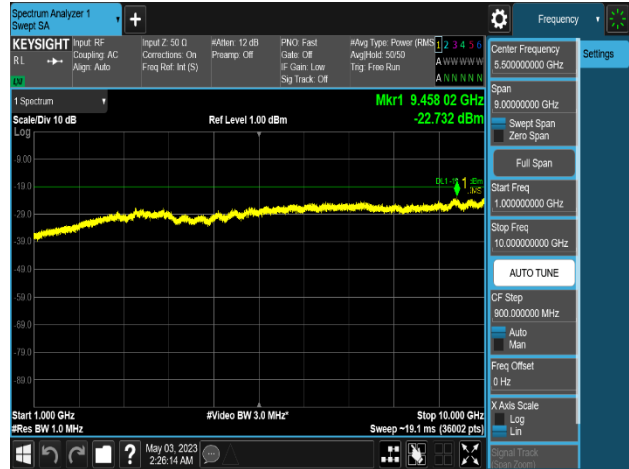 Spectrum Analyzer 1
Swept SA
+
Frequency
KEYSIGHT
RL
Input: RF
Coupling: AC
Align: Auto
Input Z: 50 Ω
Corrections: On
Freq Ref: Int (S)
#Atten: 12 dB
Preamp: Off
PNO: Fast
Gate: Off
IF Gain: Low
Sig Track: Off
#Avg Type: Power (RMS
Avg|Hold: 50/50
Trig: Free Run
1 2 3 4 5 6
A W W W W W
A N N N N N
LM
1 Spectrum
Scale/Div 10 dB
Ref Level 1.00 dBm
Mkr1 9.458 02 GHz
-22.732 dBm
Log
-9.00
-19.0
-29.0
-39.0
-49.0
-59.0
-69.0
-79.0
-89.0
1
Start 1.000 GHz
#Res BW 1.0 MHz
#Video BW 3.0 MHz*
Stop 10.000 GHz
Sweep ~19.1 ms (36002 pts)
Center Frequency
5.500000000 GHz
Settings
Span
9.00000000 GHz
Swept Span
Zero Span
Full Span
Start Freq
1.000000000 GHz
Stop Freq
10.000000000 GHz
AUTO TUNE
CF Step
900.000000 MHz
Auto
Man
Freq Offset
0 Hz
X Axis Scale
Log
Lin
Signal Track
(Span Zoom)
?
May 03, 2023
2:26:14 AM